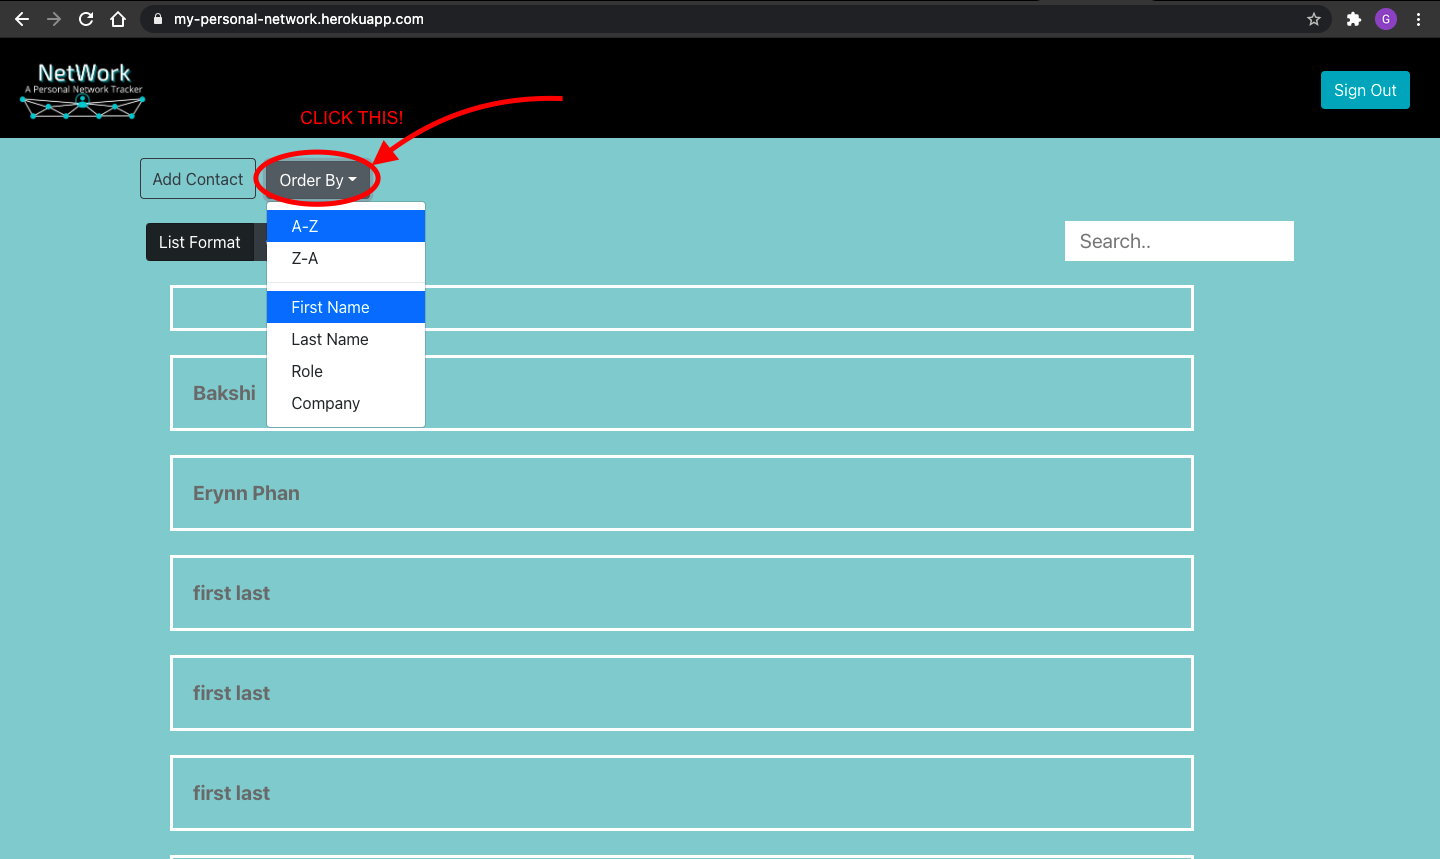 my-personal-network.herokuapp.com
G
NetWork
A Personal Network Tracker
Sign Out
CLICK THIS!
Add Contact
Order By
A-Z
Z-A
List Format
Search..
First Name
Last Name
Role
Company
Bakshi
Erynn Phan
first last
first last
first last